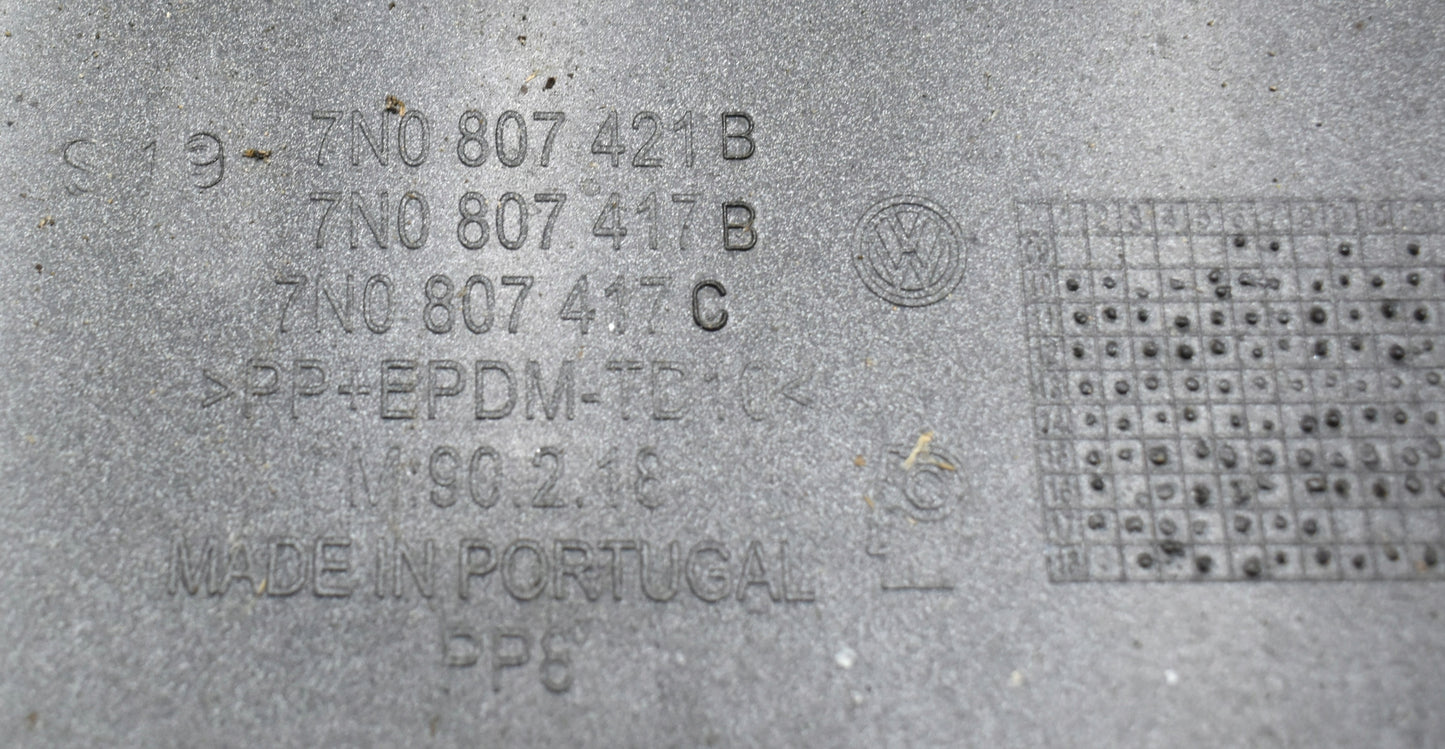 S 19
7N0 807 421 B
7N0 807 417 B
7N0 807 417 C
>PP+EPDM-TD10<
M 90.2.18
MADE IN PORTUGAL
PP8